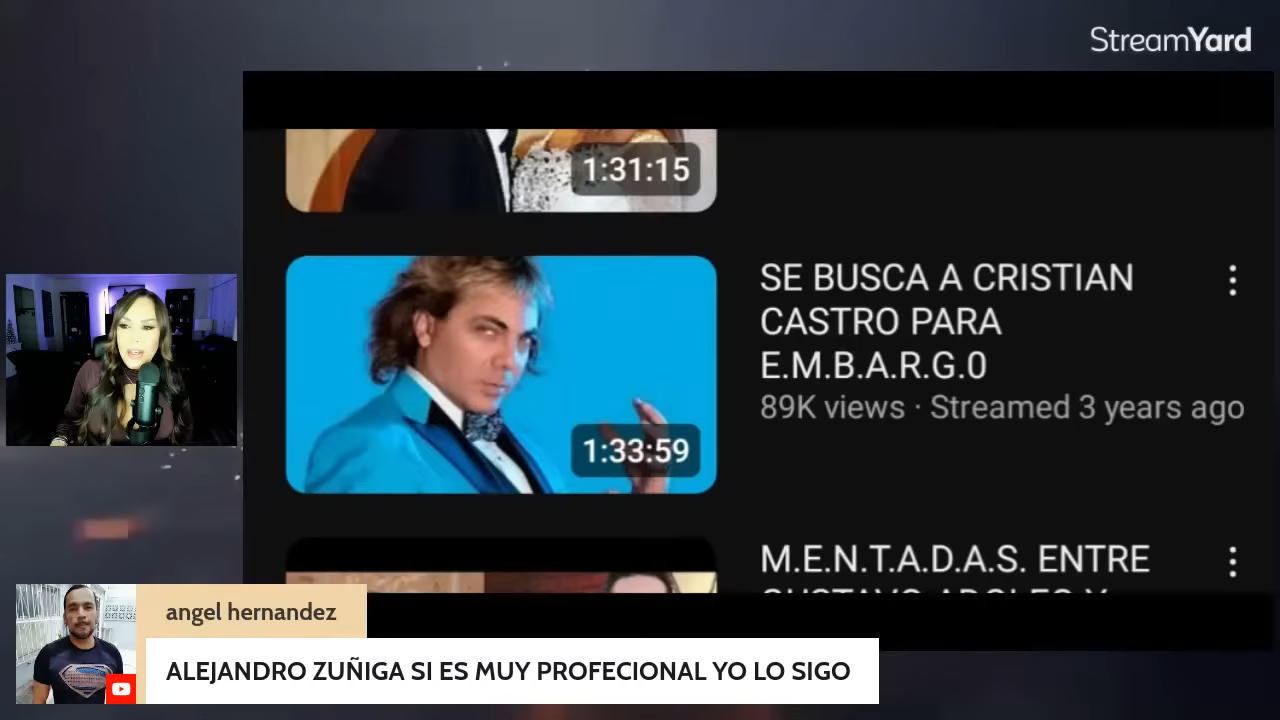 StreamYard
1:31:15
SE BUSCA A CRISTIAN
CASTRO PARA
E.M.B.A.R.G.0
89K views · Streamed 3 years ago
1:33:59
M.E.N.T.A.D.A.S. ENTRE
angel hernandez
ALEJANDRO ZUÑIGA SI ES MUY PROFECIONAL YO LO SIGO